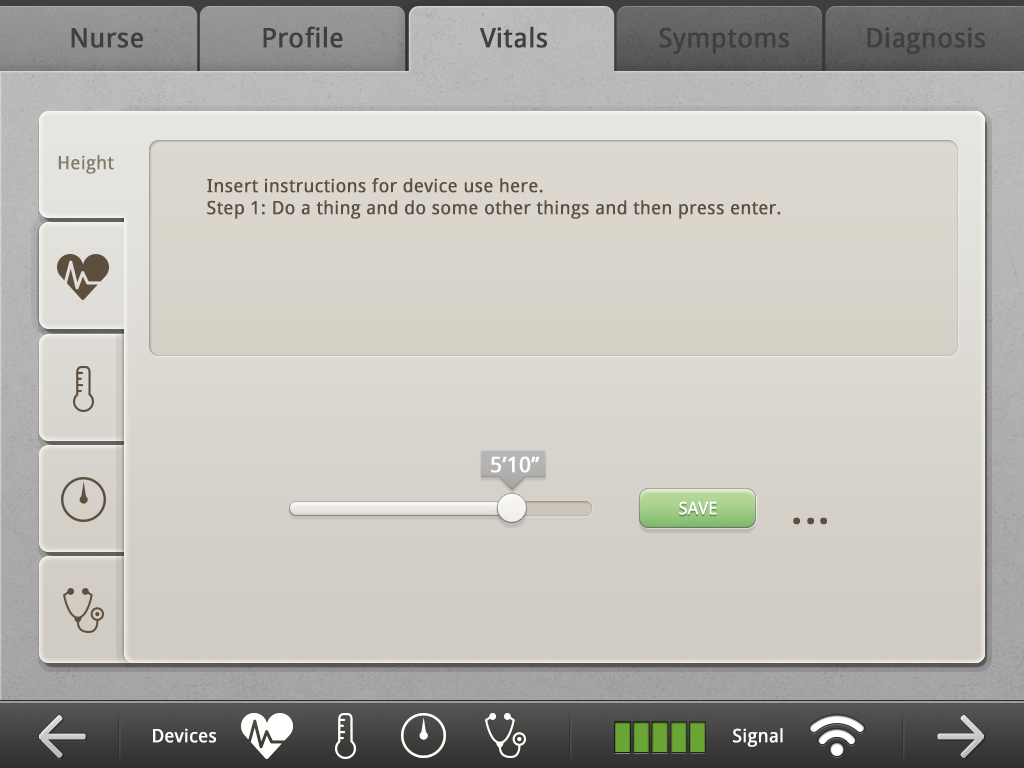 Nurse
Profile
Vitals
Symptoms
Diagnosis
Height
Insert instructions for device use here.
Step 1: Do a thing and do some other things and then press enter.
5’10”
SAVE
...
Devices
Signal